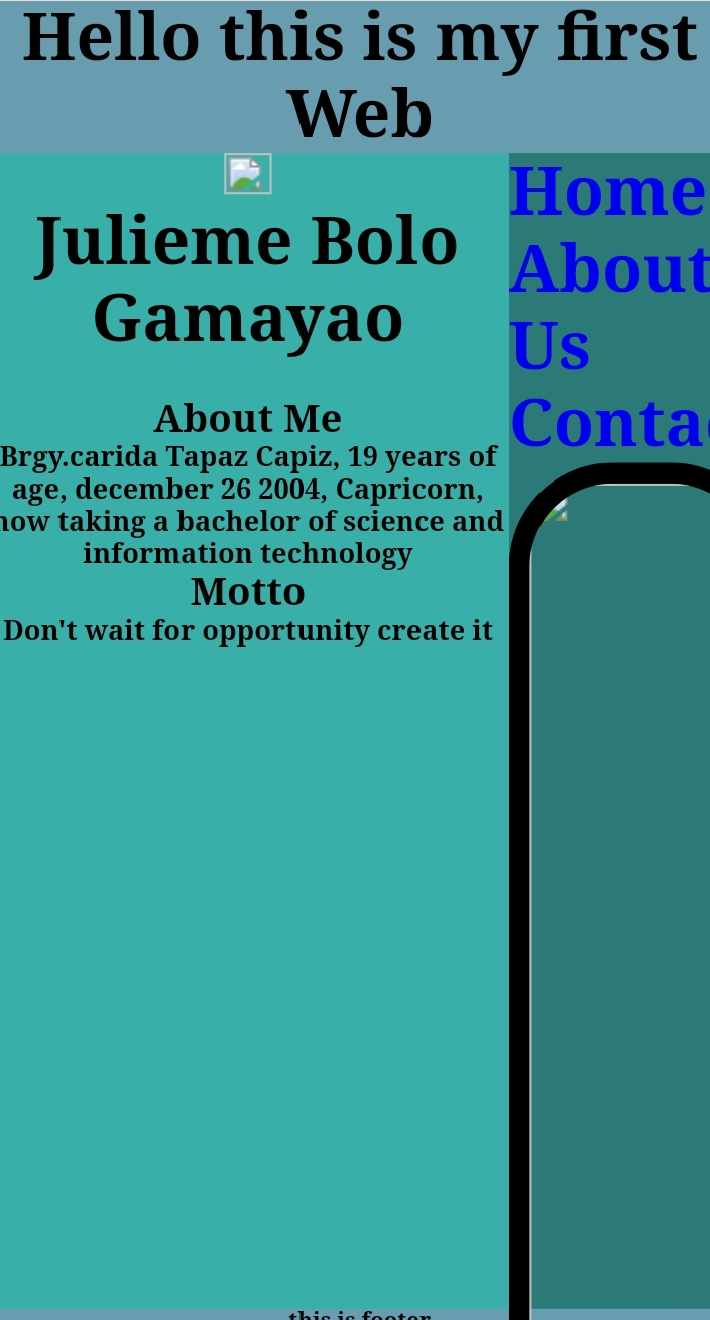 Hello this is my first
Web
Julieme Bolo
Gamayao
About Me
Brgy.carida Tapaz Capiz, 19 years of
age, december 26 2004, Capricorn,
now taking a bachelor of science and
information technology
Motto
Don't wait for opportunity create it
Home
About
Us
Contac
this is footer